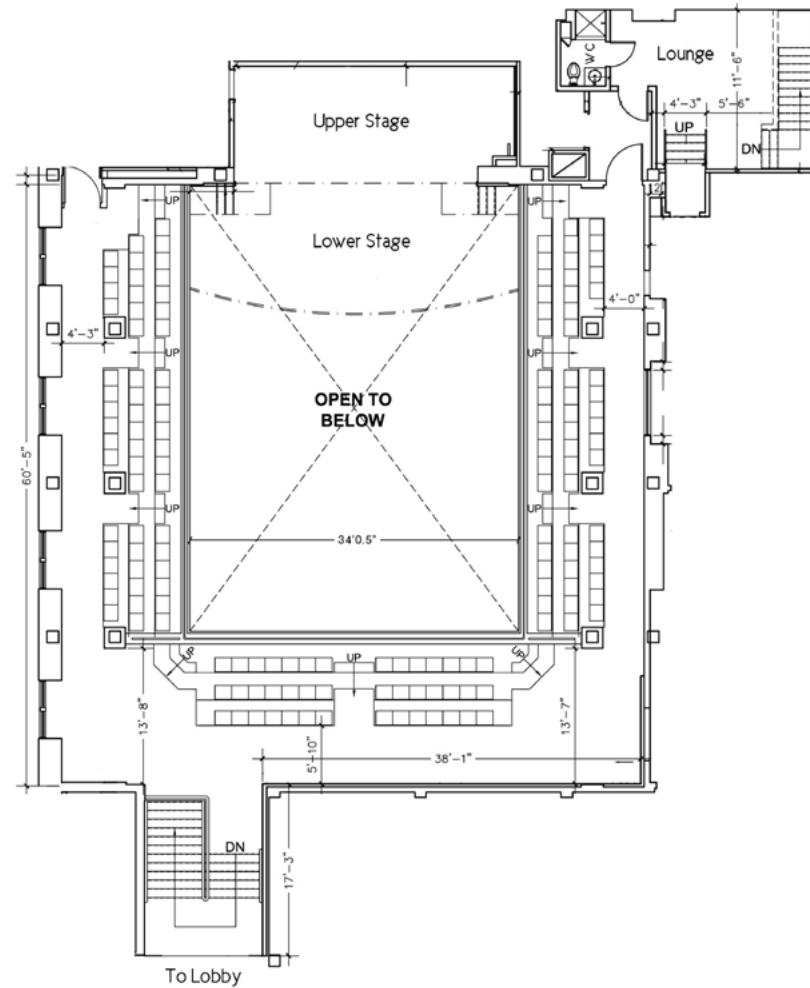 WC
Lounge
11'-6"
4'-3"
5'-6"
UP
DN
Upper Stage
12
UP
UP
Lower Stage
4'-0"
4'-3"
UP
UP
OPEN TO
BELOW
60'-5"
UP
UP
34'0.5"
UP
UP
UP
13'-8"
13'-7"
5'-10"
38'-1"
DN
17'-3"
To Lobby